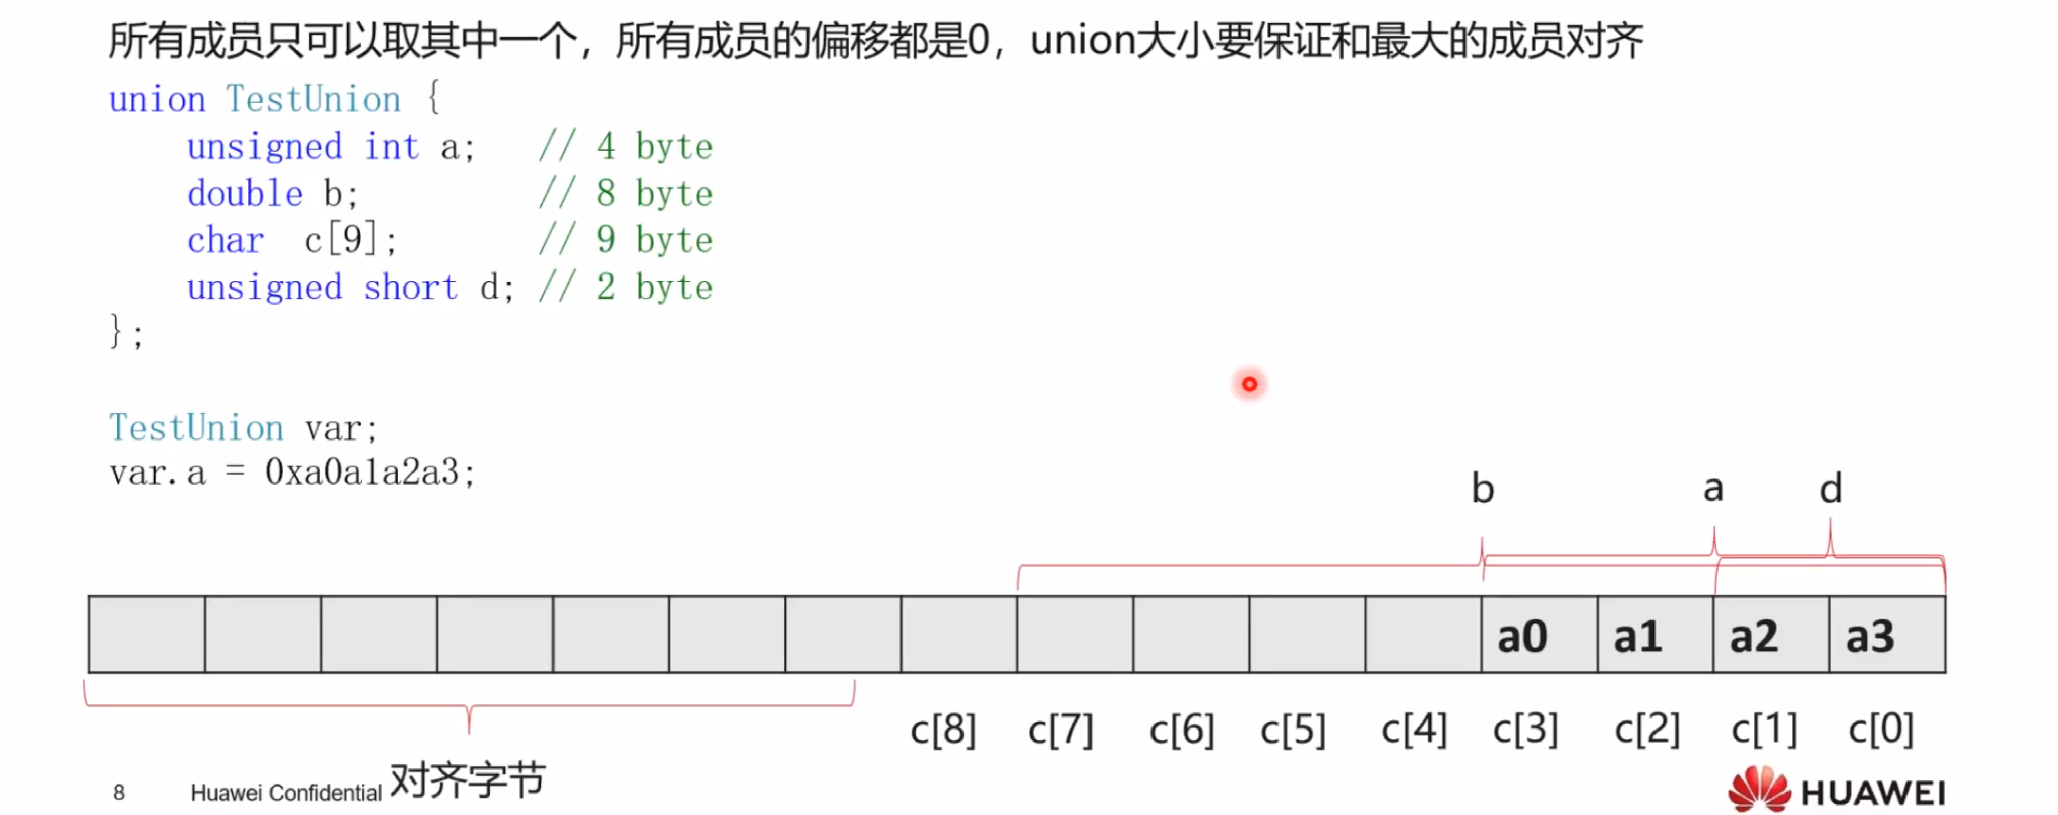 所有成员只可以取其中一个，所有成员的偏移都是0，union大小要保证和最大的成员对齐
union TestUnion {
    unsigned int a;   // 4 byte
    double b;         // 8 byte
    char  c[9];       // 9 byte
    unsigned short d; // 2 byte
};
TestUnion var;
var.a = 0xa0a1a2a3;
b a d
a0 a1 a2 a3
c[8] c[7] c[6] c[5] c[4] c[3] c[2] c[1] c[0]
对齐字节
8 Huawei Confidential
HUAWEI